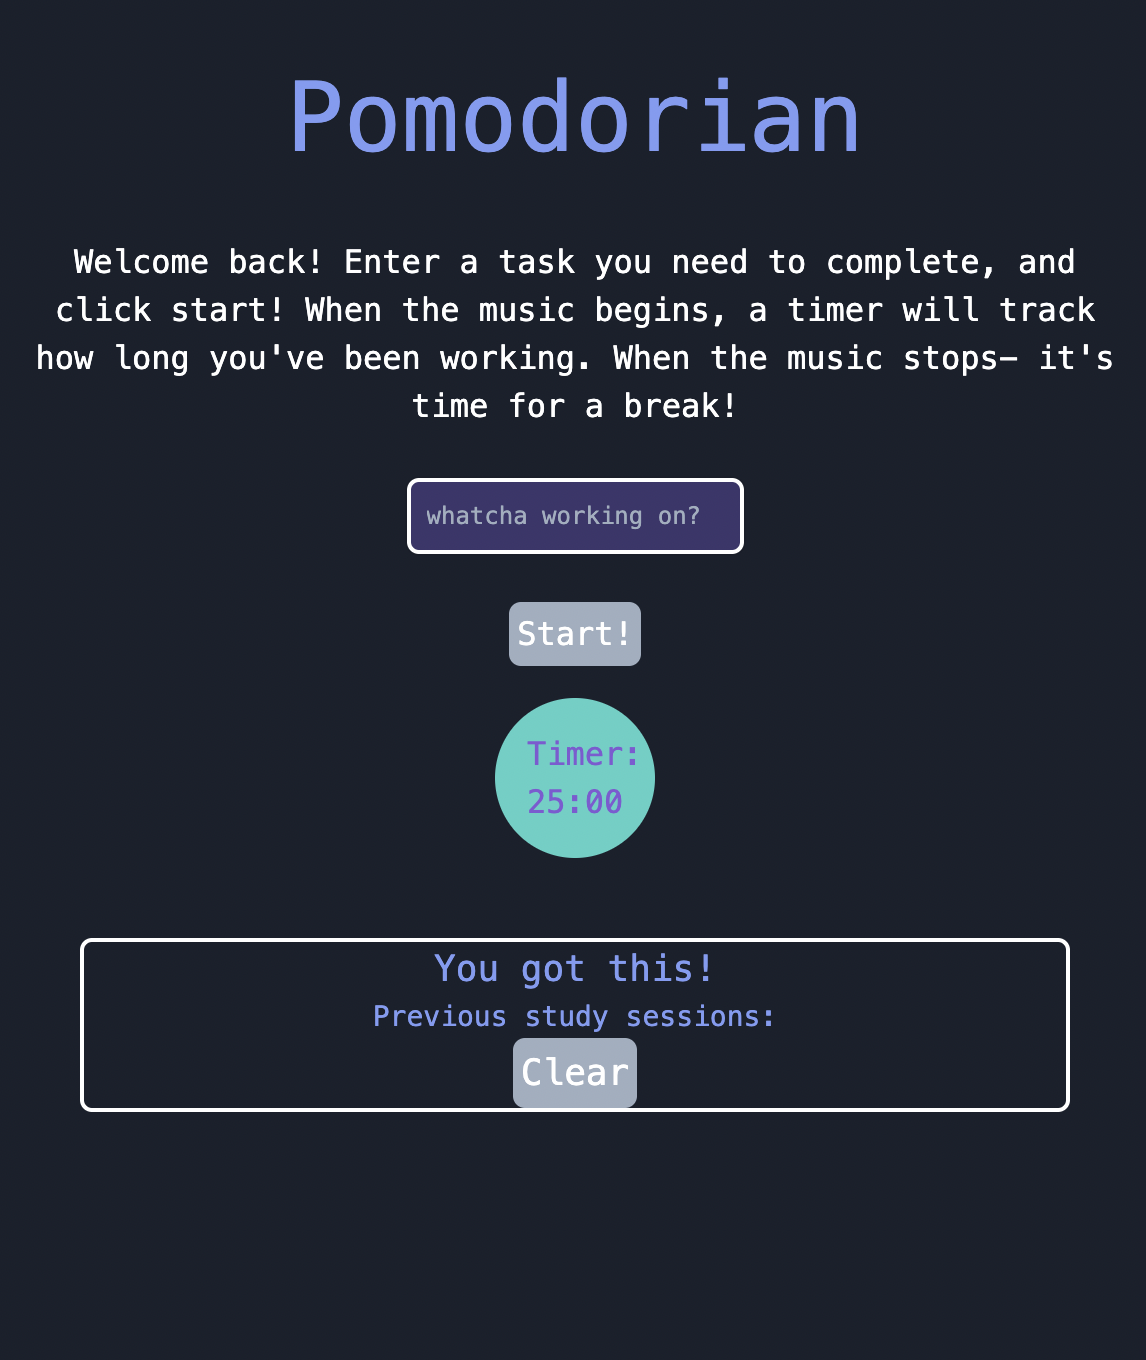 Pomodorian
Welcome back! Enter a task you need to complete, and
click start! When the music begins, a timer will track
how long you've been working. When the music stops- it's
time for a break!
whatcha working on?
Start!
Timer:
25:00
You got this!
Previous study sessions:
Clear